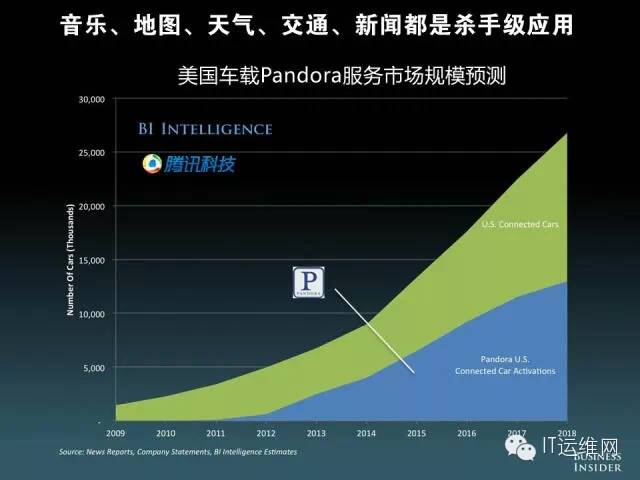 音乐、地图、天气、交通、新闻都是杀手级应用
美国车载Pandora服务市场规模预测
30,000
BI INTELLIGENCE
腾讯科技
25,000
20,000
U.S. Connected Cars
15,000
Number Of Cars (Thousands)
P
PANDORA
10,000
Pandora U.S.
Connected Car Activations
5,000
-
2009 2010 2011 2012 2013 2014 2015 2016 2017 2018
Source: News Reports, Company Statements, BI Intelligence Estimates
IT运维网
BUSINESS
INSIDER